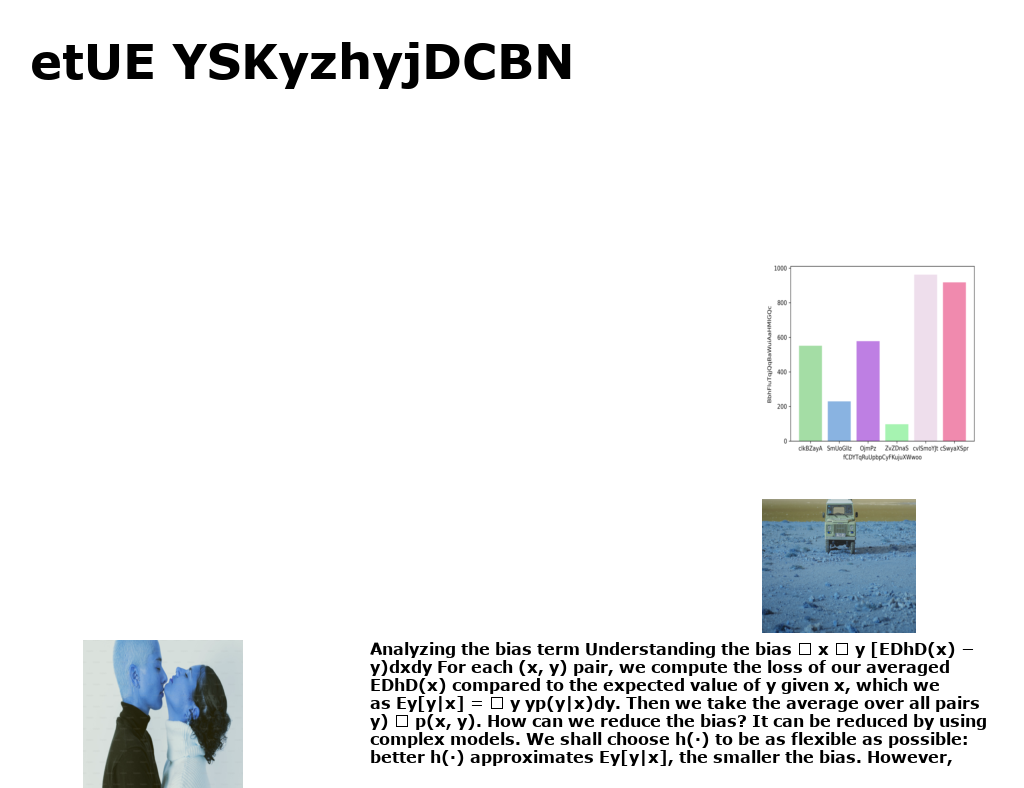 etUE YSKyzhyjDCBN
1000
800
600
400
200
0
clkBZayA SmUoGIIz OjmPz ZvZDnaS cvlSmoYJt cSwyaXSpr
fCDYTqRuUpbpCyFKujuXWwoo
Analyzing the bias term Understanding the bias □ x □ y [EDhD(x) −
y)dxdy For each (x, y) pair, we compute the loss of our averaged
EDhD(x) compared to the expected value of y given x, which we
as Ey[y|x] = □ y yp(y|x)dy. Then we take the average over all pairs
y) □ p(x, y). How can we reduce the bias? It can be reduced by using
complex models. We shall choose h(·) to be as flexible as possible:
better h(·) approximates Ey[y|x], the smaller the bias. However,